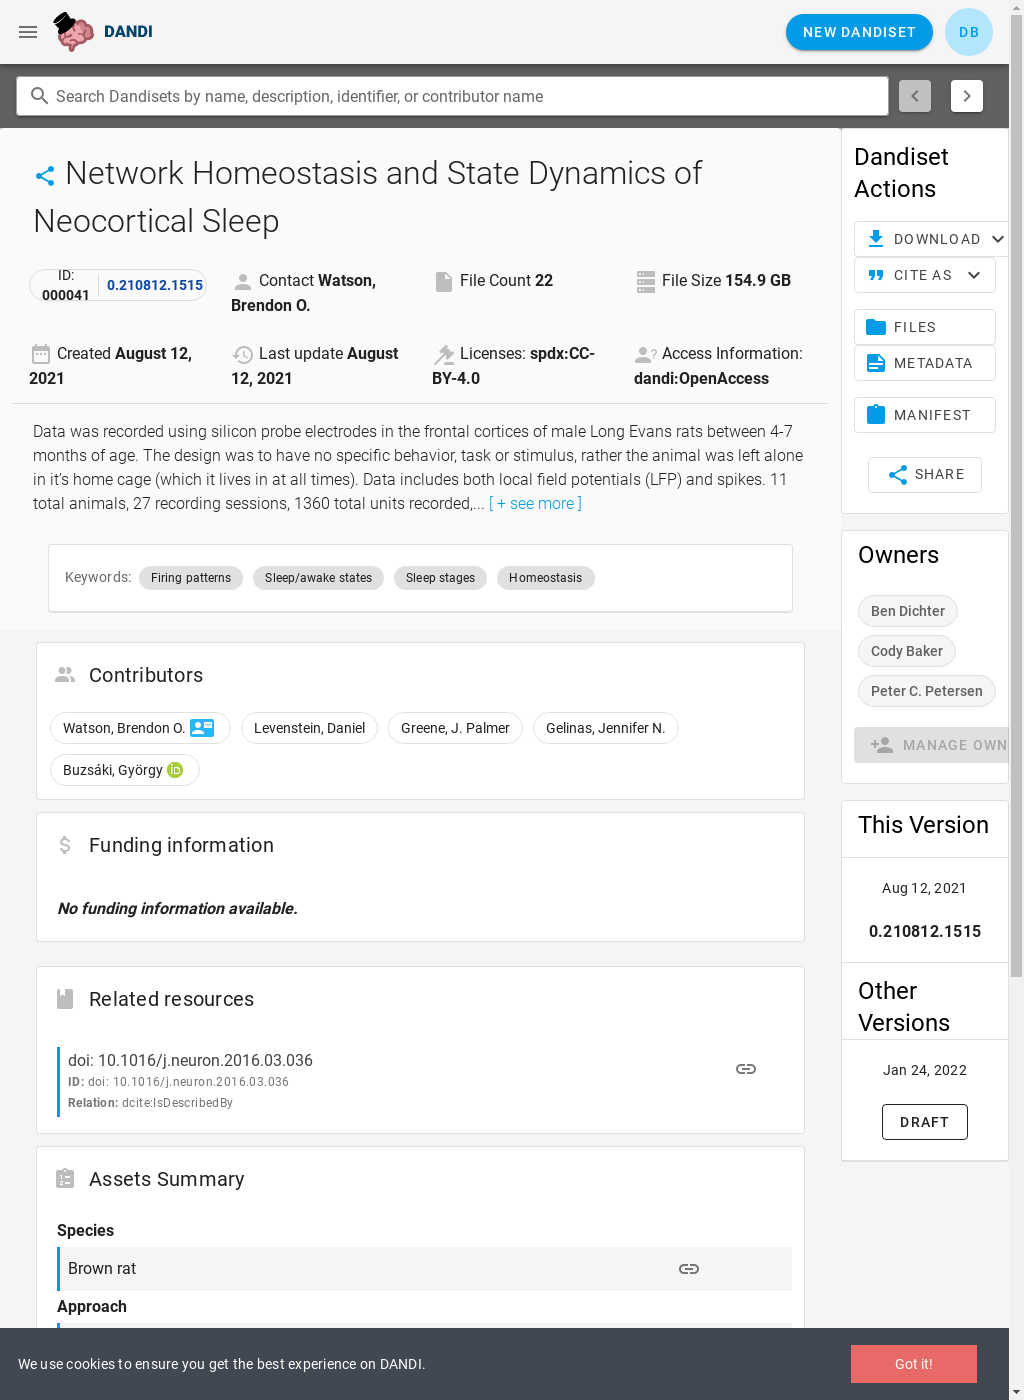 DANDI
NEW DANDISET
DB
Search Dandisets by name, description, identifier, or contributor name
Network Homeostasis and State Dynamics of
Neocortical Sleep
ID:
000041
0.210812.1515
Contact Watson,
Brendon O.
File Count 22
File Size 154.9 GB
Created August 12,
2021
Last update August
12, 2021
Licenses: spdx:CC-
BY-4.0
Access Information:
dandi:OpenAccess
Data was recorded using silicon probe electrodes in the frontal cortices of male Long Evans rats between 4-7
months of age. The design was to have no specific behavior, task or stimulus, rather the animal was left alone
in it’s home cage (which it lives in at all times). Data includes both local field potentials (LFP) and spikes. 11
total animals, 27 recording sessions, 1360 total units recorded,... [ + see more ]
Keywords: Firing patterns Sleep/awake states Sleep stages Homeostasis
Contributors
Watson, Brendon O. Levenstein, Daniel Greene, J. Palmer Gelinas, Jennifer N.
Buzsáki, György iD
Funding information
No funding information available.
Related resources
doi: 10.1016/j.neuron.2016.03.036
ID: doi: 10.1016/j.neuron.2016.03.036
Relation: dcite:IsDescribedBy
Assets Summary
Species
Brown rat
Approach
Dandiset
Actions
DOWNLOAD
CITE AS
FILES
METADATA
MANIFEST
SHARE
Owners
Ben Dichter
Cody Baker
Peter C. Petersen
MANAGE OWN
This Version
Aug 12, 2021
0.210812.1515
Other
Versions
Jan 24, 2022
DRAFT
We use cookies to ensure you get the best experience on DANDI.
Got it!